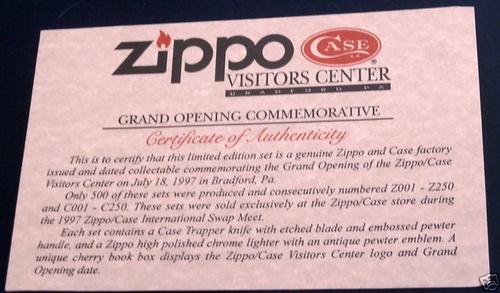 zippo CASE XX
VISITORS CENTER
BRADFORD PA
GRAND OPENING COMMEMORATIVE
Certificate of Authenticity
This is to certify that this limited edition set is a genuine Zippo and Case factory
issued and dated collectable commemorating the Grand Opening of the Zippo/Case
Visitors Center on July 18, 1997 in Bradford, Pa.
Only 500 of these sets were produced and consecutively numbered Z001 - Z250
and C001 - C250. These sets were sold exclusively at the Zippo/Case store during
the 1997 Zippo/Case International Swap Meet.
Each set contains a Case Trapper knife with etched blade and embossed pewter
handle, and a Zippo high polished chrome lighter with an antique pewter emblem. A
unique cherry book box displays the Zippo/Case Visitors Center logo and Grand
Opening date.